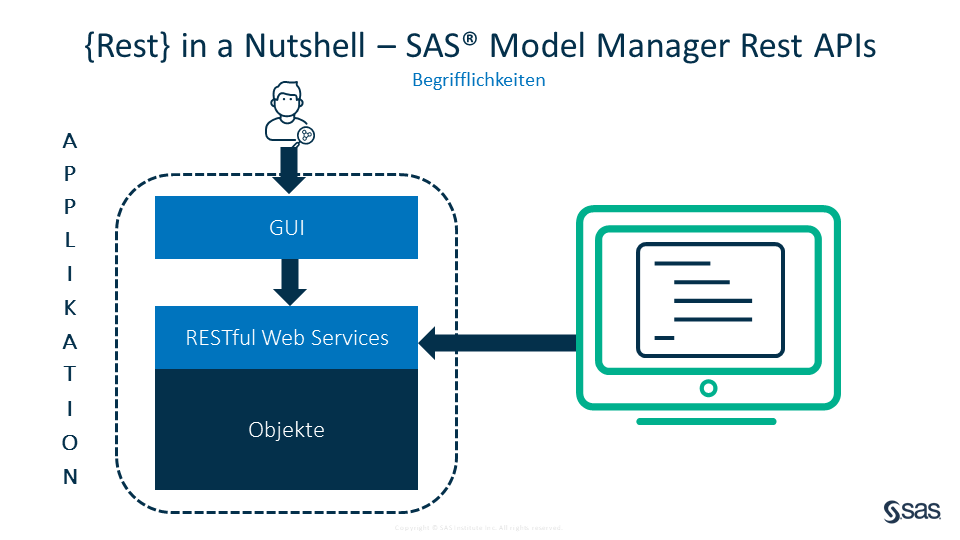 {Rest} in a Nutshell – SAS® Model Manager Rest APIs
Begrifflichkeiten
A
P
P
L
I
K
A
T
I
O
N
GUI
RESTful Web Services
Objekte
Copyright © SAS Institute Inc. All rights reserved.
sas